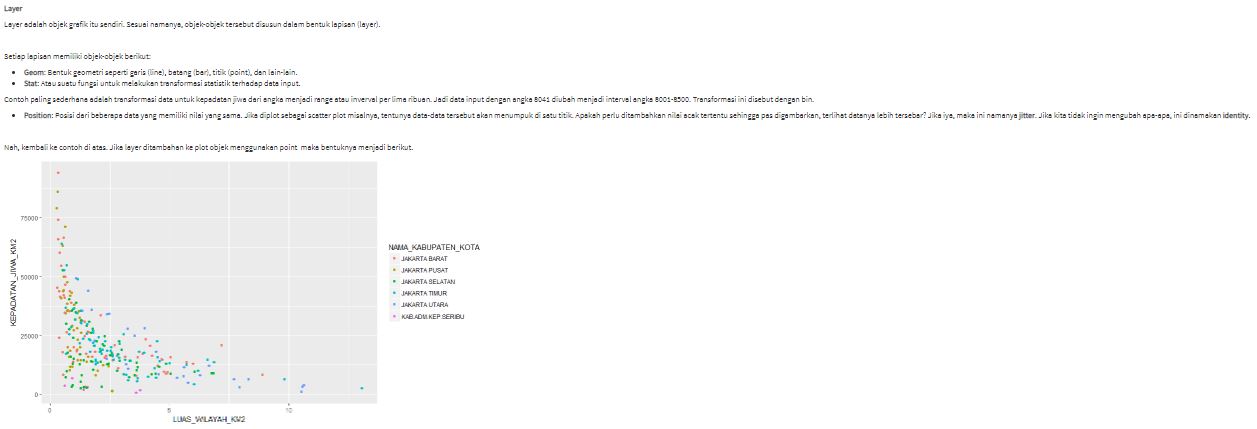 Layer
Layer adalah objek grafik itu sendiri. Sesuai namanya, objek-objek tersebut disusun dalam bentuk lapisan (layer).
Setiap lapisan memiliki objek-objek berikut:
• Geom: Bentuk geometri seperti garis (line), batang (bar), titik (point), dan lain-lain.
• Stat: Atau suatu fungsi untuk melakukan transformasi statistik terhadap data input.
Contoh paling sederhana adalah transformasi data untuk kepadatan jiwa dari angka menjadi range atau inverval per lima ribuan. Jadi data input dengan angka 8041 diubah menjadi interval angka 8001-8500. Transformasi ini disebut dengan bin.
• Position: Posisi dari beberapa data yang memiliki nilai yang sama. Jika diplot sebagai scatter plot misalnya, tentunya data-data tersebut akan menumpuk di satu titik. Apakah perlu ditambahkan nilai acak tertentu sehingga pas digambarkan, terlihat datanya lebih tersebar? Jika iya, maka ini namanya jitter. Jika kita tidak ingin mengubah apa-apa, ini dinamakan identity.
Nah, kembali ke contoh di atas. Jika layer ditambahan ke plot objek menggunakan point maka bentuknya menjadi berikut.
KEPADATAN_JIWA_KM2
75000
50000
25000
0
0 5 10
LUAS_WILAYAH_KM2
NAMA_KABUPATEN_KOTA
JAKARTA BARAT
JAKARTA PUSAT
JAKARTA SELATAN
JAKARTA TIMUR
JAKARTA UTARA
KAB.ADM.KEP.SERIBU